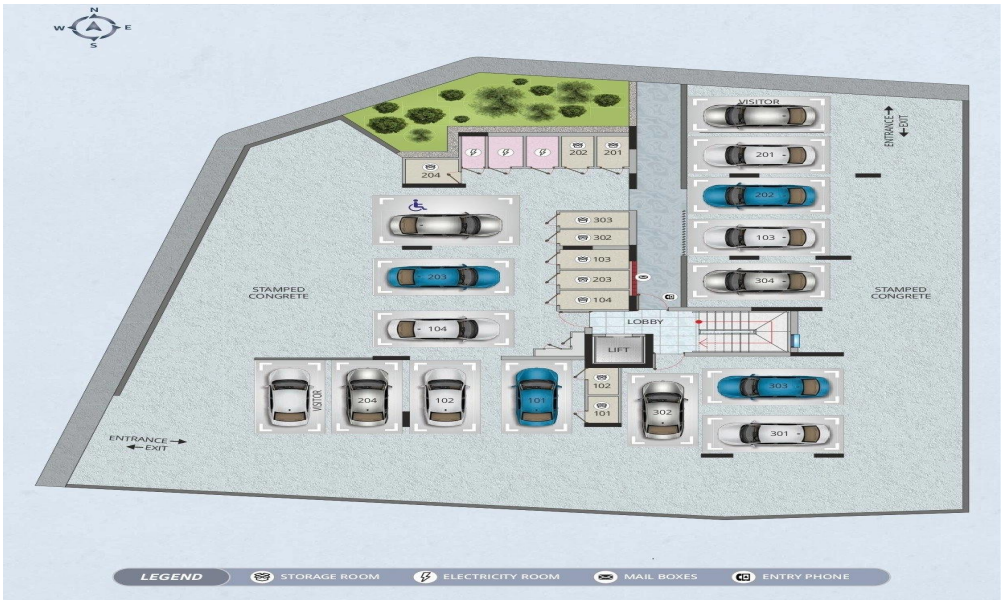 N
W E
S
VISITOR
ENTRANCE
EXIT
201
202
103
304
202
201
204
303
302
103
203
104
203
104
STAMPED
CONCRETE
STAMPED
CONCRETE
LOBBY
LIFT
VISITOR
204
102
101
102
101
302
303
301
ENTRANCE
EXIT
LEGEND
STORAGE ROOM
ELECTRICITY ROOM
MAIL BOXES
ENTRY PHONE